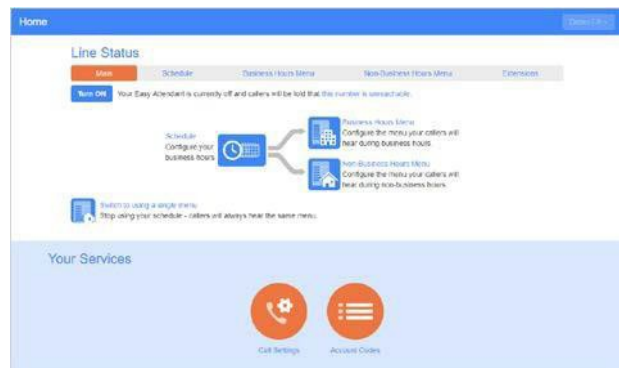 Home
Line Status
Main Schedule Business Hours Menu Non-Business Hours Menu Extensions
Turn ON Your Easy Attendant is currently off and callers will be told that this number is unreachable.
Schedule
Configure your
business hours
Business Hours Menu
Configure the menu your callers will
hear during business hours
Non-Business Hours Menu
Configure the menu your callers will
hear during non-business hours
Switch to using a single menu
Stop using your schedule - callers will always hear the same menu.
Your Services
Call Settings Account Codes